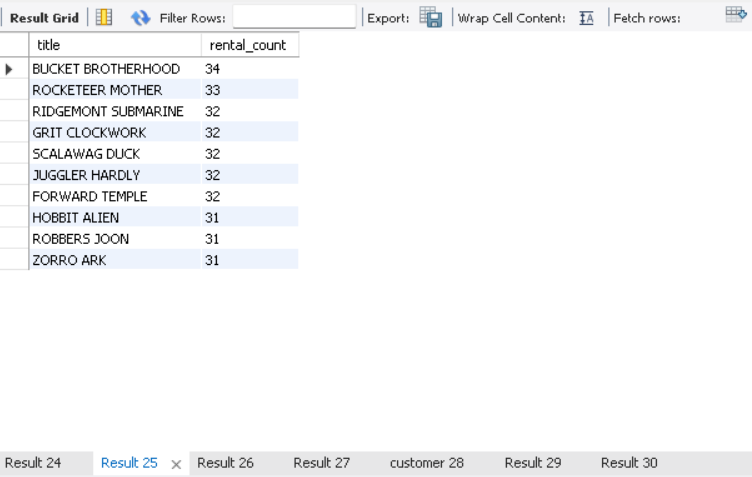 Result Grid Filter Rows: Export: Wrap Cell Content: Fetch rows:
title rental_count
BUCKET BROTHERHOOD 34
ROCKETEER MOTHER 33
RIDGEMONT SUBMARINE 32
GRIT CLOCKWORK 32
SCALAWAG DUCK 32
JUGGLER HARDLY 32
FORWARD TEMPLE 32
HOBBIT ALIEN 31
ROBBERS JOON 31
ZORRO ARK 31
Result 24 Result 25 Result 26 Result 27 customer 28 Result 29 Result 30